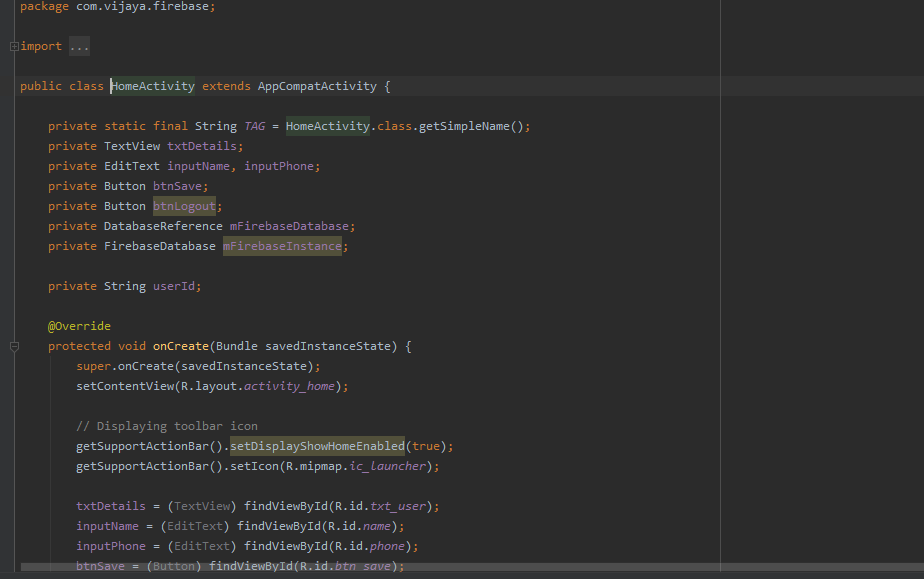 package com.vijaya.firebase;
import ...
public class HomeActivity extends AppCompatActivity {
private static final String TAG = HomeActivity.class.getSimpleName();
private TextView txtDetails;
private EditText inputName, inputPhone;
private Button btnSave;
private Button btnLogout;
private DatabaseReference mFirebaseDatabase;
private FirebaseDatabase mFirebaseInstance;
private String userId;
@Override
protected void onCreate(Bundle savedInstanceState) {
super.onCreate(savedInstanceState);
setContentView(R.layout.activity_home);
// Displaying toolbar icon
getSupportActionBar().setDisplayShowHomeEnabled(true);
getSupportActionBar().setIcon(R.mipmap.ic_launcher);
txtDetails = (TextView) findViewById(R.id.txt_user);
inputName = (EditText) findViewById(R.id.name);
inputPhone = (EditText) findViewById(R.id.phone);
btnSave = (Button) findViewById(R.id.btn_save);